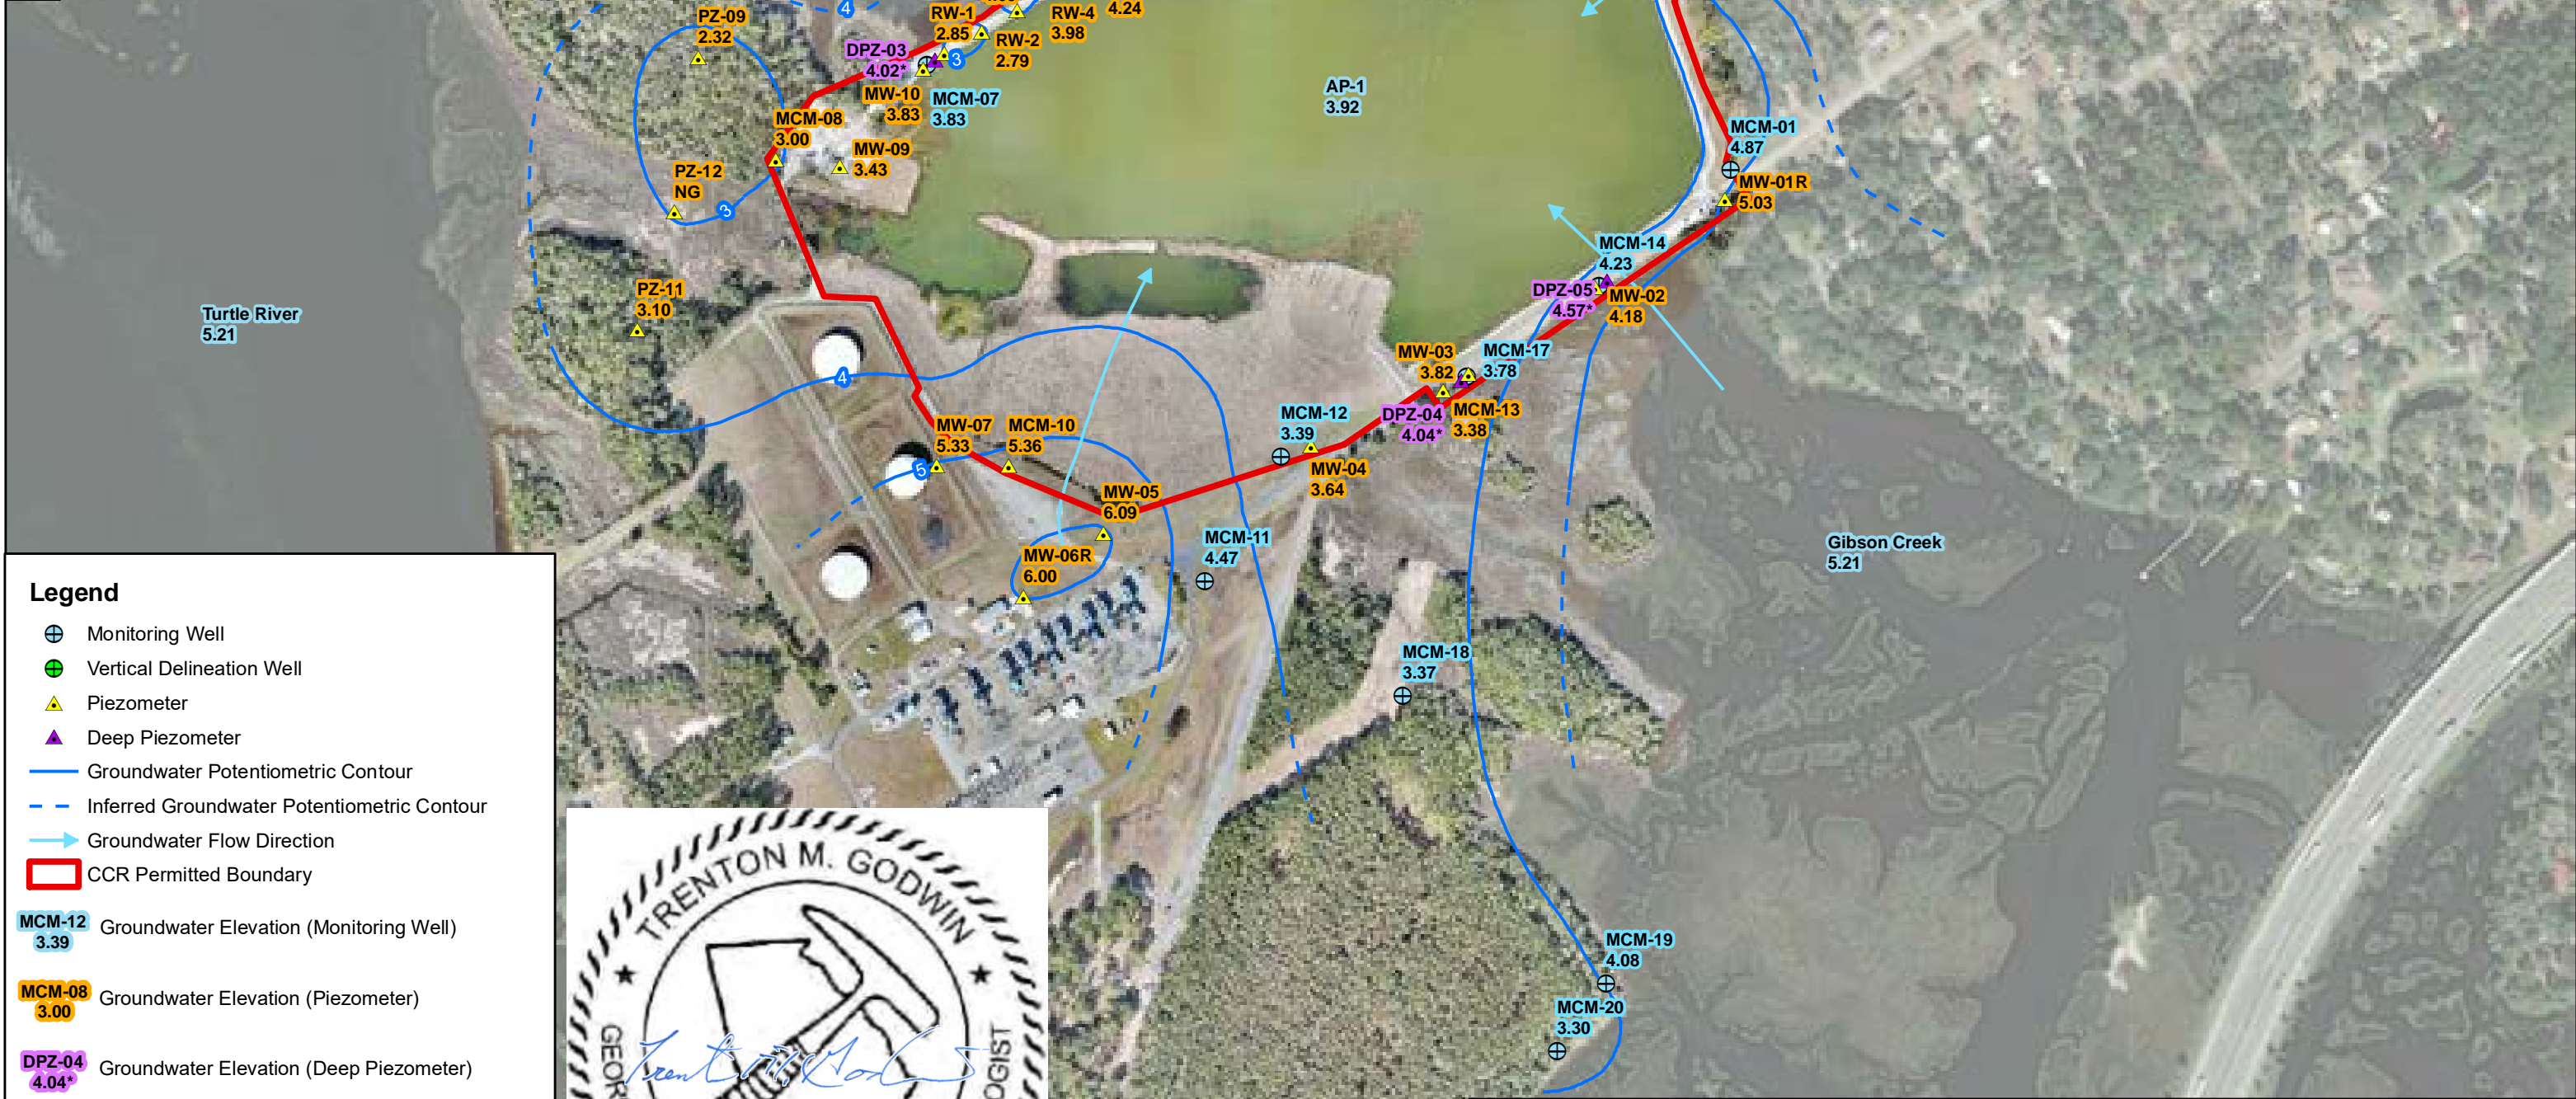 4
PZ-09
2.32
RW-1
2.85
RW-4
3.98
4.24
RW-2
2.79
DPZ-03
4.02*
3
MW-10
3.83
MCM-07
3.83
AP-1
3.92
MCM-08
3.00
MW-09
3.43
MCM-01
4.87
PZ-12
NG
3
MW-01R
5.03
MCM-14
4.23
PZ-11
3.10
DPZ-05
4.57*
MW-02
4.18
Turtle River
5.21
MW-03
3.82
MCM-17
3.78
4
MCM-12
3.39
DPZ-04
4.04*
MCM-13
3.38
MW-07
5.33
MCM-10
5.36
5
MW-04
3.64
MW-05
6.09
MCM-11
4.47
MW-06R
6.00
Gibson Creek
5.21
MCM-18
3.37
MCM-19
4.08
MCM-20
3.30
Legend
Monitoring Well
Vertical Delineation Well
Piezometer
Deep Piezometer
Groundwater Potentiometric Contour
Inferred Groundwater Potentiometric Contour
Groundwater Flow Direction
CCR Permitted Boundary
MCM-12
3.39
Groundwater Elevation (Monitoring Well)
MCM-08
3.00
Groundwater Elevation (Piezometer)
DPZ-04
4.04*
Groundwater Elevation (Deep Piezometer)
TRENTON M. GODWIN